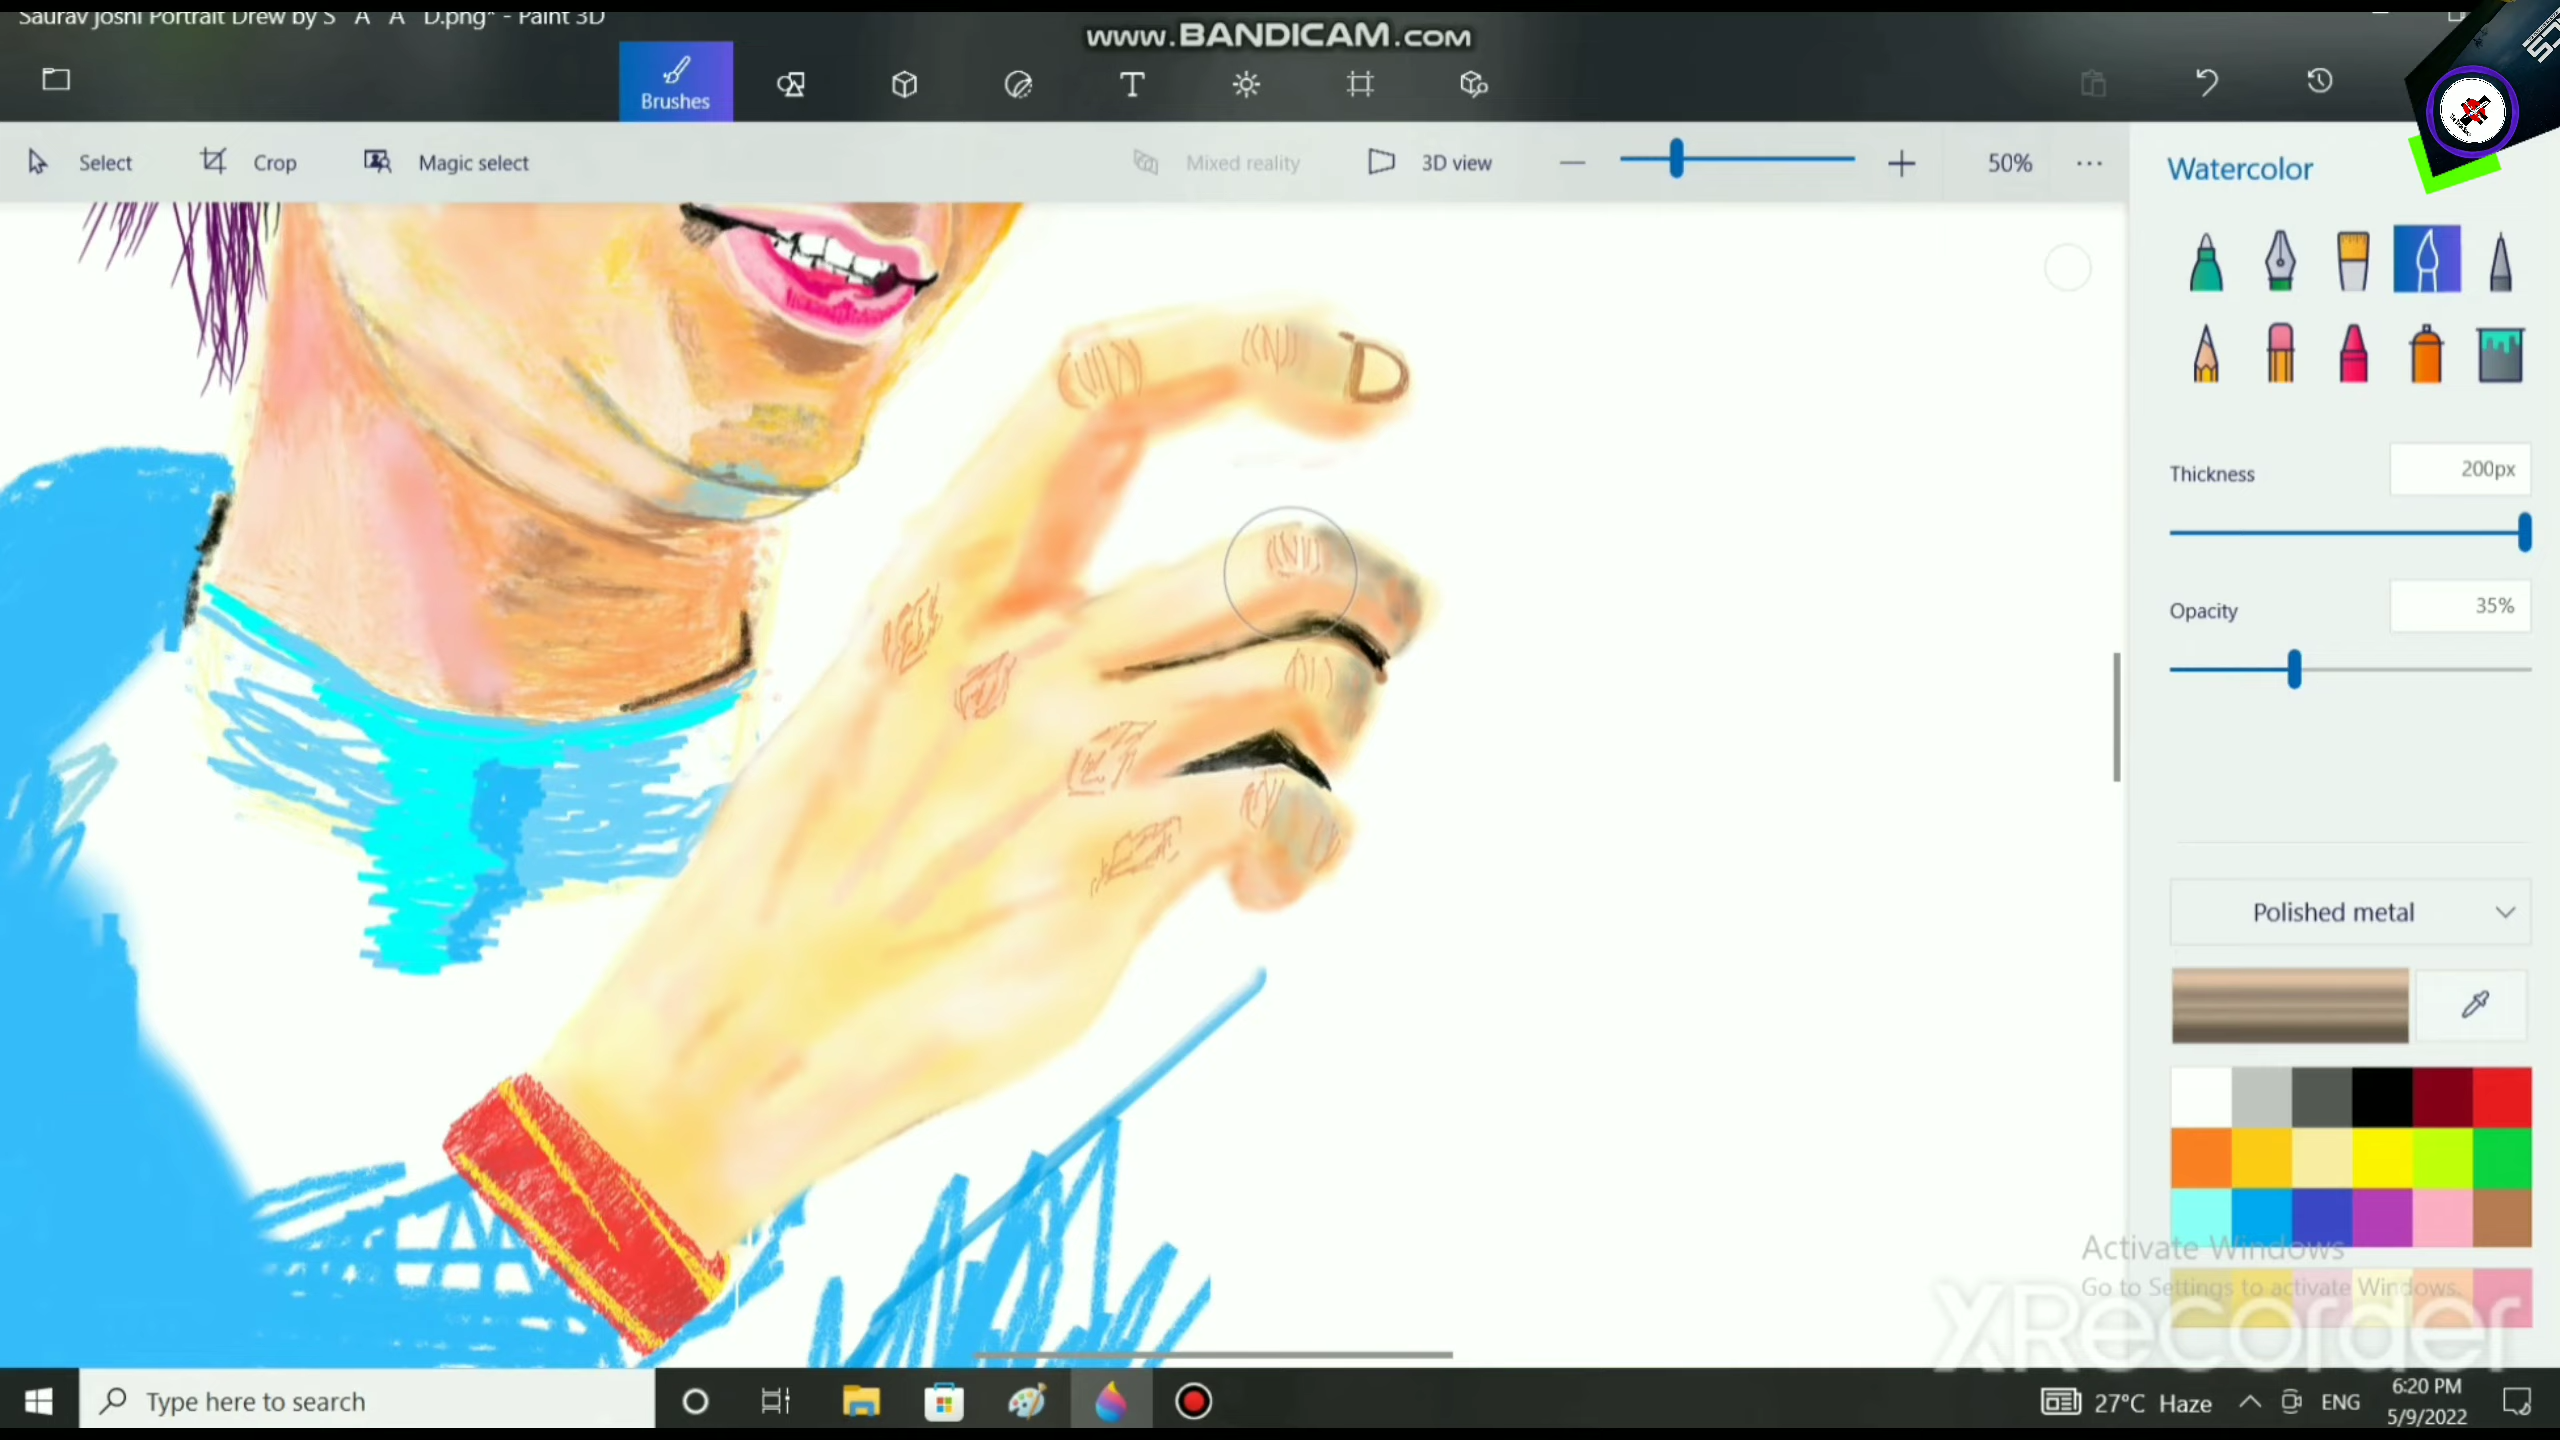 Saurav Joshi Portrait Drew by S A A D.png* - Paint 3D
www.BANDICAM.com
Brushes
Select
Crop
Magic select
Mixed reality
3D view
50%
Watercolor
Thickness
200px
Opacity
35%
Polished metal
Activate Windows
Go to Settings to activate Windows.
XRecorder
Type here to search
27°C Haze
ENG
6:20 PM
5/9/2022